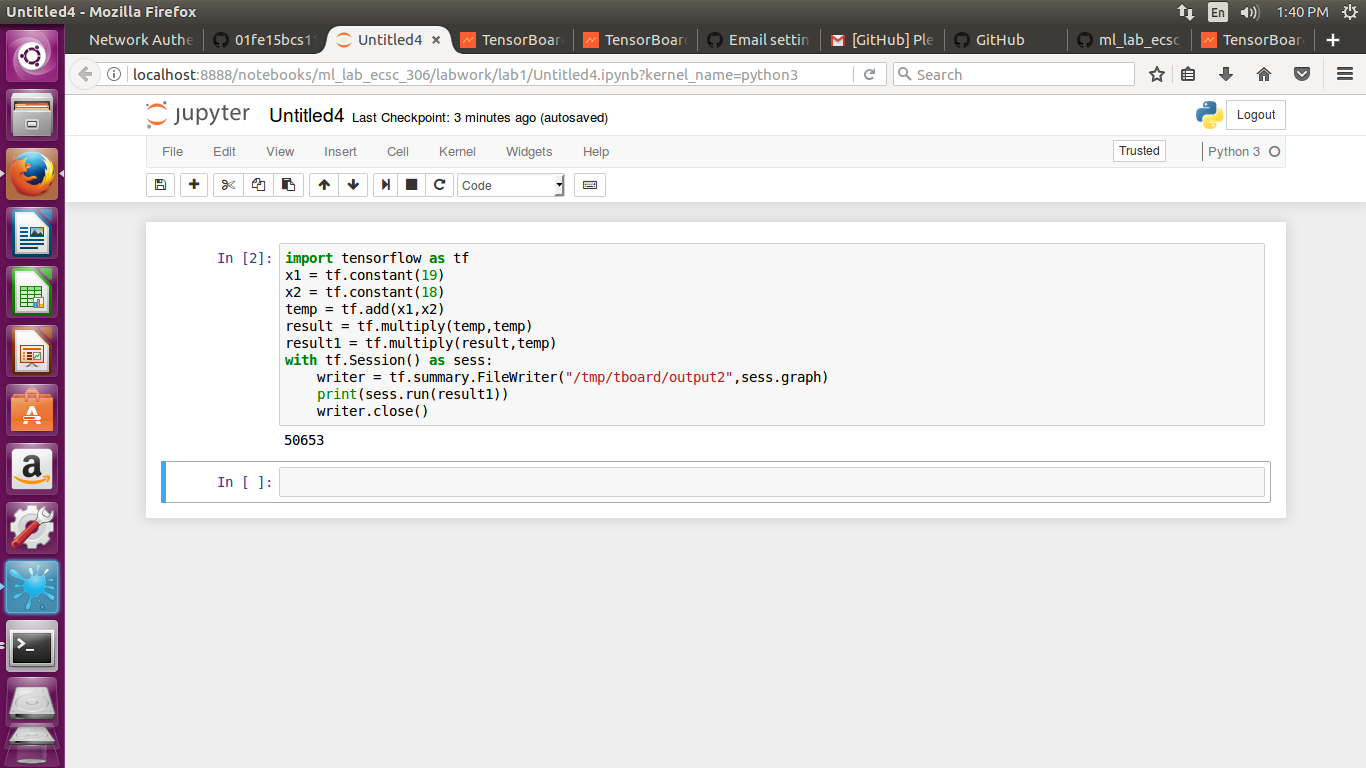 Untitled4 - Mozilla Firefox
En
1:40 PM
Network Authe
01fe15bcs1
Untitled4
TensorBoar
TensorBoar
Email settin
[GitHub] Ple
GitHub
ml_lab_ecsc
TensorBoar
localhost:8888/notebooks/ml_lab_ecsc_306/labwork/lab1/Untitled4.ipynb?kernel_name=python3
Search
jupyter
Untitled4 Last Checkpoint: 3 minutes ago (autosaved)
Logout
File Edit View Insert Cell Kernel Widgets Help
Trusted
Python 3
Code
In [2]:
import tensorflow as tf
x1 = tf.constant(19)
x2 = tf.constant(18)
temp = tf.add(x1,x2)
result = tf.multiply(temp,temp)
result1 = tf.multiply(result,temp)
with tf.Session() as sess:
    writer = tf.summary.FileWriter("/tmp/tboard/output2",sess.graph)
    print(sess.run(result1))
    writer.close()
50653
In [ ]: